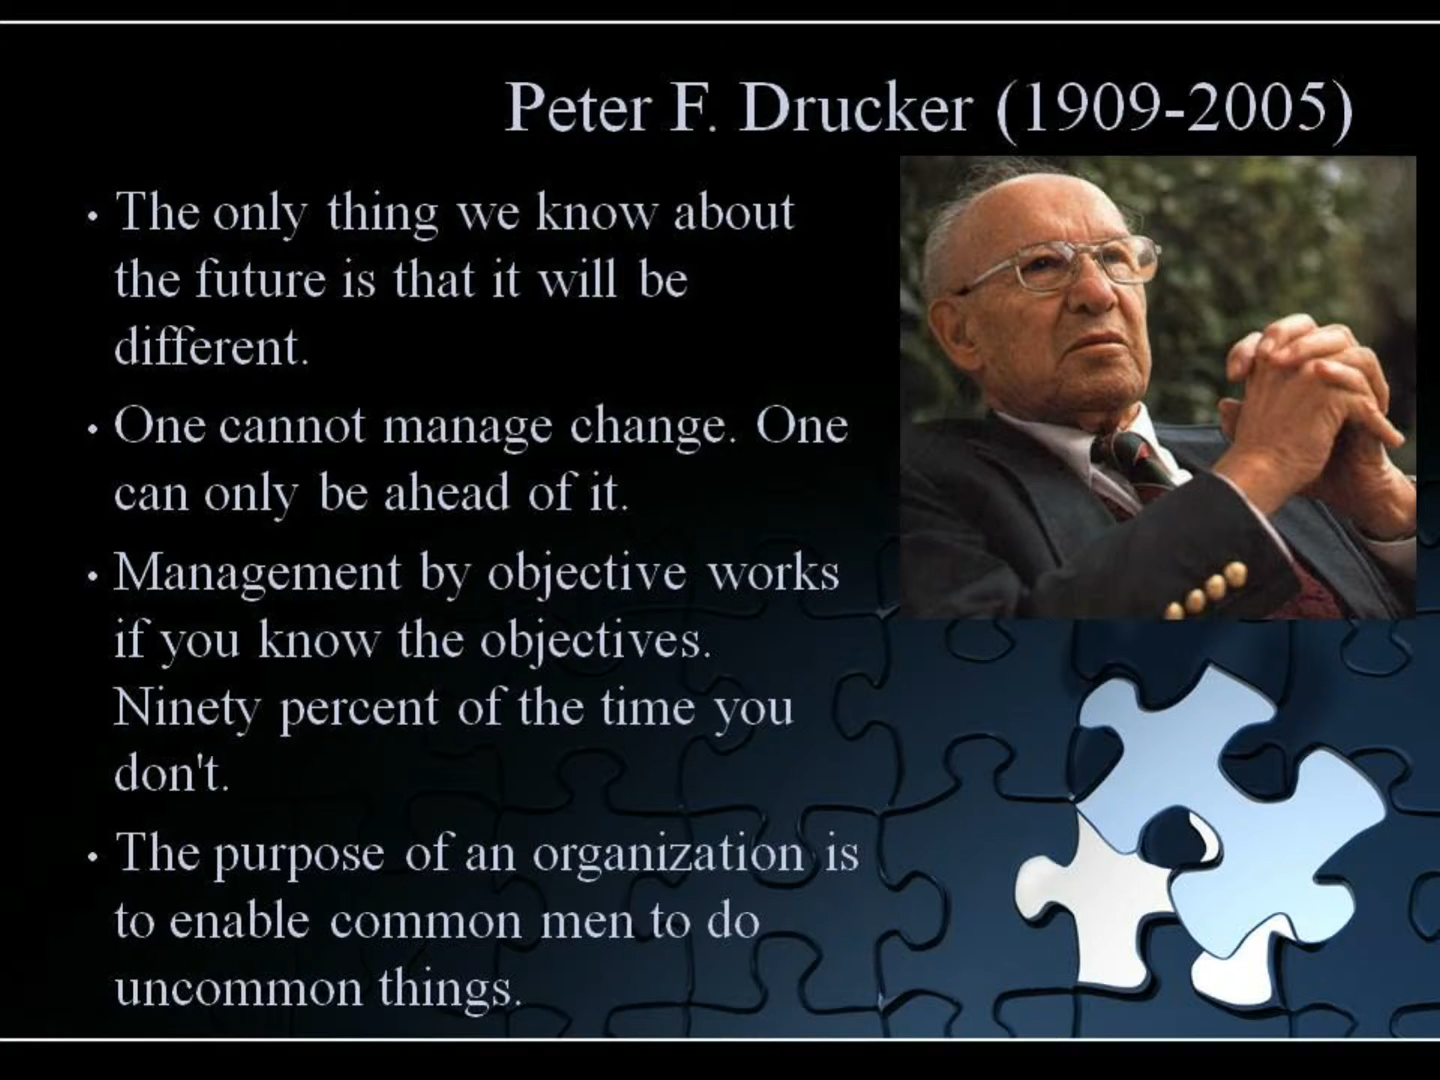 Peter F. Drucker (1909-2005)
• The only thing we know about
the future is that it will be
different.
• One cannot manage change. One
can only be ahead of it.
• Management by objective works
if you know the objectives.
Ninety percent of the time you
don't.
• The purpose of an organization is
to enable common men to do
uncommon things.